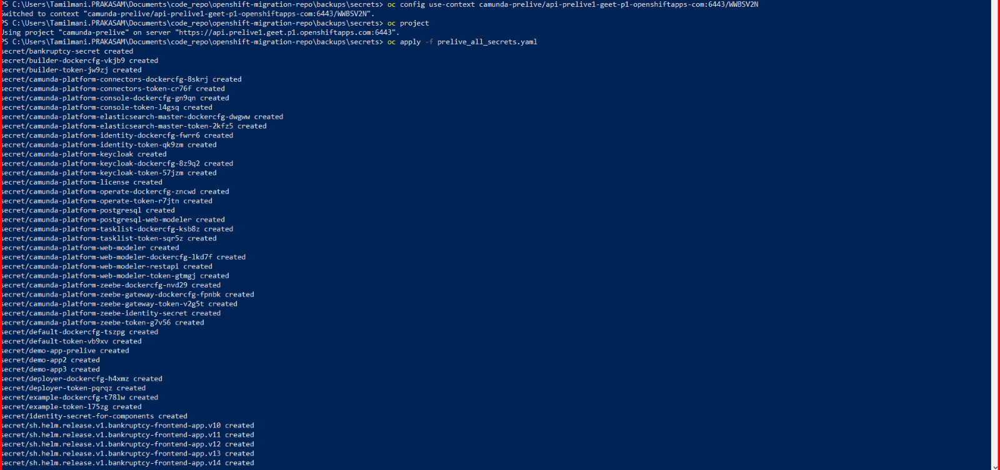 PS C:\Users\Tamilmani.PRAKASAM\Documents\code_repo\openshift-migration-repo\backups\secrets> oc config use-context camunda-prelive/api-prelive1-geet-p1-openshiftapps-com:6443/WWBSV2N
Switched to context "camunda-prelive/api-prelive1-geet-p1-openshiftapps-com:6443/WWBSV2N".
PS C:\Users\Tamilmani.PRAKASAM\Documents\code_repo\openshift-migration-repo\backups\secrets> oc project
Using project "camunda-prelive" on server "https://api.prelive1.geet.p1.openshiftapps.com:6443".
PS C:\Users\Tamilmani.PRAKASAM\Documents\code_repo\openshift-migration-repo\backups\secrets> oc apply -f prelive_all_secrets.yaml
secret/bankruptcy-secret created
secret/builder-dockercfg-vkjb9 created
secret/builder-token-jw9zj created
secret/camunda-platform-connectors-dockercfg-8skrj created
secret/camunda-platform-connectors-token-cr76f created
secret/camunda-platform-console-dockercfg-gn9qn created
secret/camunda-platform-console-token-l4gsq created
secret/camunda-platform-elasticsearch-master-dockercfg-dwgww created
secret/camunda-platform-elasticsearch-master-token-2kfz5 created
secret/camunda-platform-identity-dockercfg-fwrr6 created
secret/camunda-platform-identity-token-qk9zm created
secret/camunda-platform-keycloak created
secret/camunda-platform-keycloak-dockercfg-8z9q2 created
secret/camunda-platform-keycloak-token-57jzm created
secret/camunda-platform-license created
secret/camunda-platform-operate-dockercfg-zncwd created
secret/camunda-platform-operate-token-r7jtn created
secret/camunda-platform-postgresql created
secret/camunda-platform-postgresql-web-modeler created
secret/camunda-platform-tasklist-dockercfg-ksb8z created
secret/camunda-platform-tasklist-token-sqr5z created
secret/camunda-platform-web-modeler created
secret/camunda-platform-web-modeler-dockercfg-lkd7f created
secret/camunda-platform-web-modeler-restapi created
secret/camunda-platform-web-modeler-token-gtmgj created
secret/camunda-platform-zeebe-dockercfg-nvd29 created
secret/camunda-platform-zeebe-gateway-dockercfg-fpnbk created
secret/camunda-platform-zeebe-gateway-token-v2g5t created
secret/camunda-platform-zeebe-identity-secret created
secret/camunda-platform-zeebe-token-g7v56 created
secret/default-dockercfg-tszpg created
secret/default-token-vb9xv created
secret/demo-app-prelive created
secret/demo-app2 created
secret/demo-app3 created
secret/deployer-dockercfg-h4xmz created
secret/deployer-token-pqrqz created
secret/example-dockercfg-t78lw created
secret/example-token-l75zg created
secret/identity-secret-for-components created
secret/sh.helm.release.v1.bankruptcy-frontend-app.v10 created
secret/sh.helm.release.v1.bankruptcy-frontend-app.v11 created
secret/sh.helm.release.v1.bankruptcy-frontend-app.v12 created
secret/sh.helm.release.v1.bankruptcy-frontend-app.v13 created
secret/sh.helm.release.v1.bankruptcy-frontend-app.v14 created